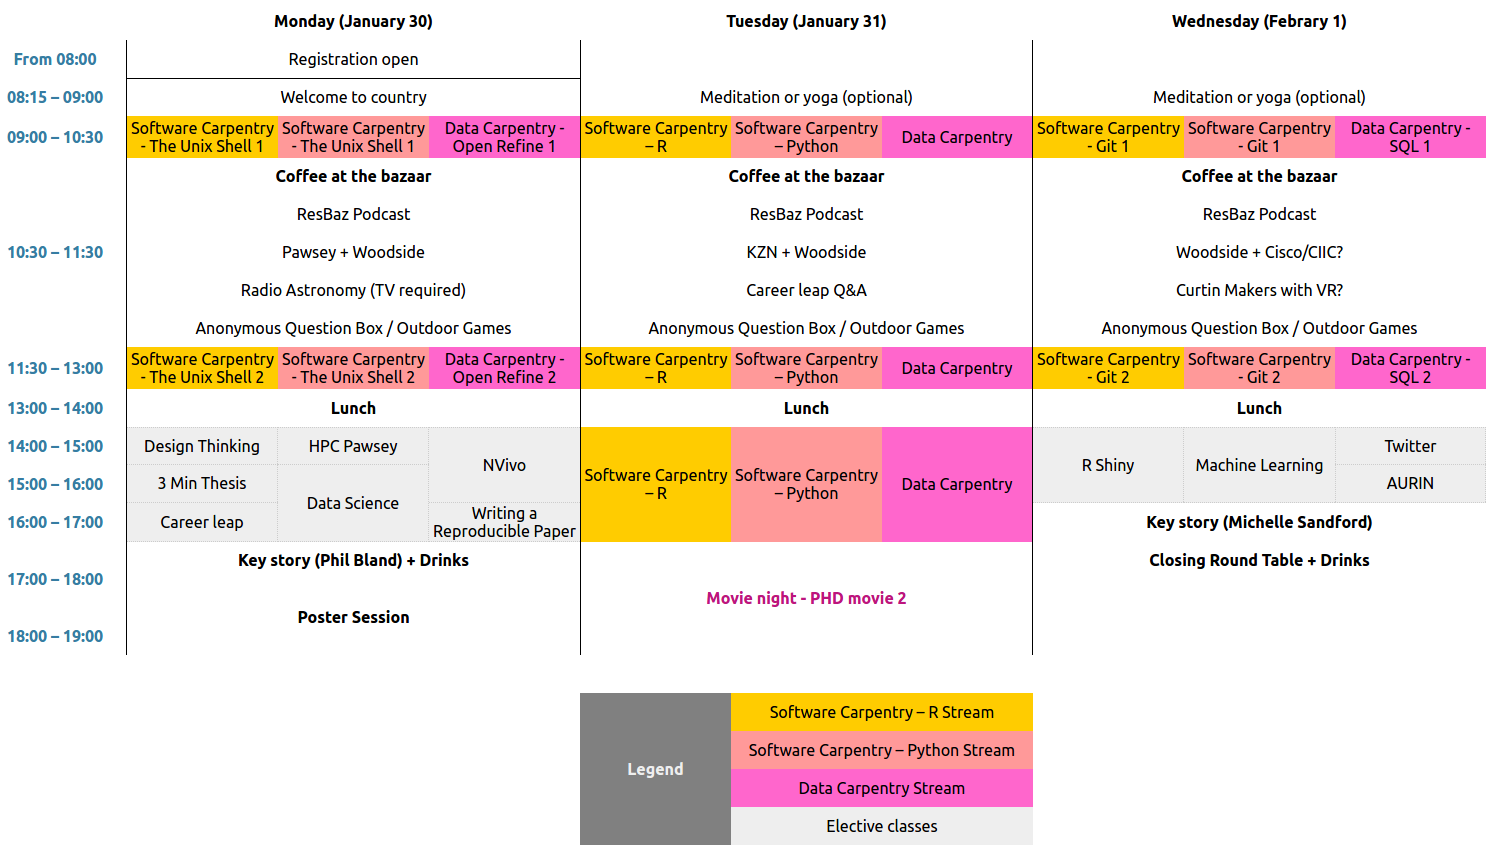 Monday (January 30) Tuesday (January 31) Wednesday (Febrary 1)
From 08:00 Registration open
08:15 – 09:00 Welcome to country Meditation or yoga (optional) Meditation or yoga (optional)
09:00 – 10:30
Software Carpentry
- The Unix Shell 1
Software Carpentry
- The Unix Shell 1
Data Carpentry -
Open Refine 1
Software Carpentry
– R
Software Carpentry
– Python
Data Carpentry
Software Carpentry
- Git 1
Software Carpentry
- Git 1
Data Carpentry -
SQL 1
Coffee at the bazaar Coffee at the bazaar Coffee at the bazaar
ResBaz Podcast ResBaz Podcast ResBaz Podcast
10:30 – 11:30 Pawsey + Woodside KZN + Woodside Woodside + Cisco/CIIC?
Radio Astronomy (TV required) Career leap Q&A Curtin Makers with VR?
Anonymous Question Box / Outdoor Games Anonymous Question Box / Outdoor Games Anonymous Question Box / Outdoor Games
11:30 – 13:00
Software Carpentry
- The Unix Shell 2
Software Carpentry
- The Unix Shell 2
Data Carpentry -
Open Refine 2
Software Carpentry
– R
Software Carpentry
– Python
Data Carpentry
Software Carpentry
- Git 2
Software Carpentry
- Git 2
Data Carpentry -
SQL 2
13:00 – 14:00 Lunch Lunch Lunch
14:00 – 15:00
15:00 – 16:00
16:00 – 17:00
Design Thinking
3 Min Thesis
Career leap
HPC Pawsey
Data Science
NVivo
Writing a
Reproducible Paper
Software Carpentry
– R
Software Carpentry
– Python
Data Carpentry
R Shiny
Machine Learning
Twitter
AURIN
Key story (Michelle Sandford)
17:00 – 18:00
18:00 – 19:00
Key story (Phil Bland) + Drinks
Poster Session
Movie night - PHD movie 2
Closing Round Table + Drinks
Legend
Software Carpentry – R Stream
Software Carpentry – Python Stream
Data Carpentry Stream
Elective classes